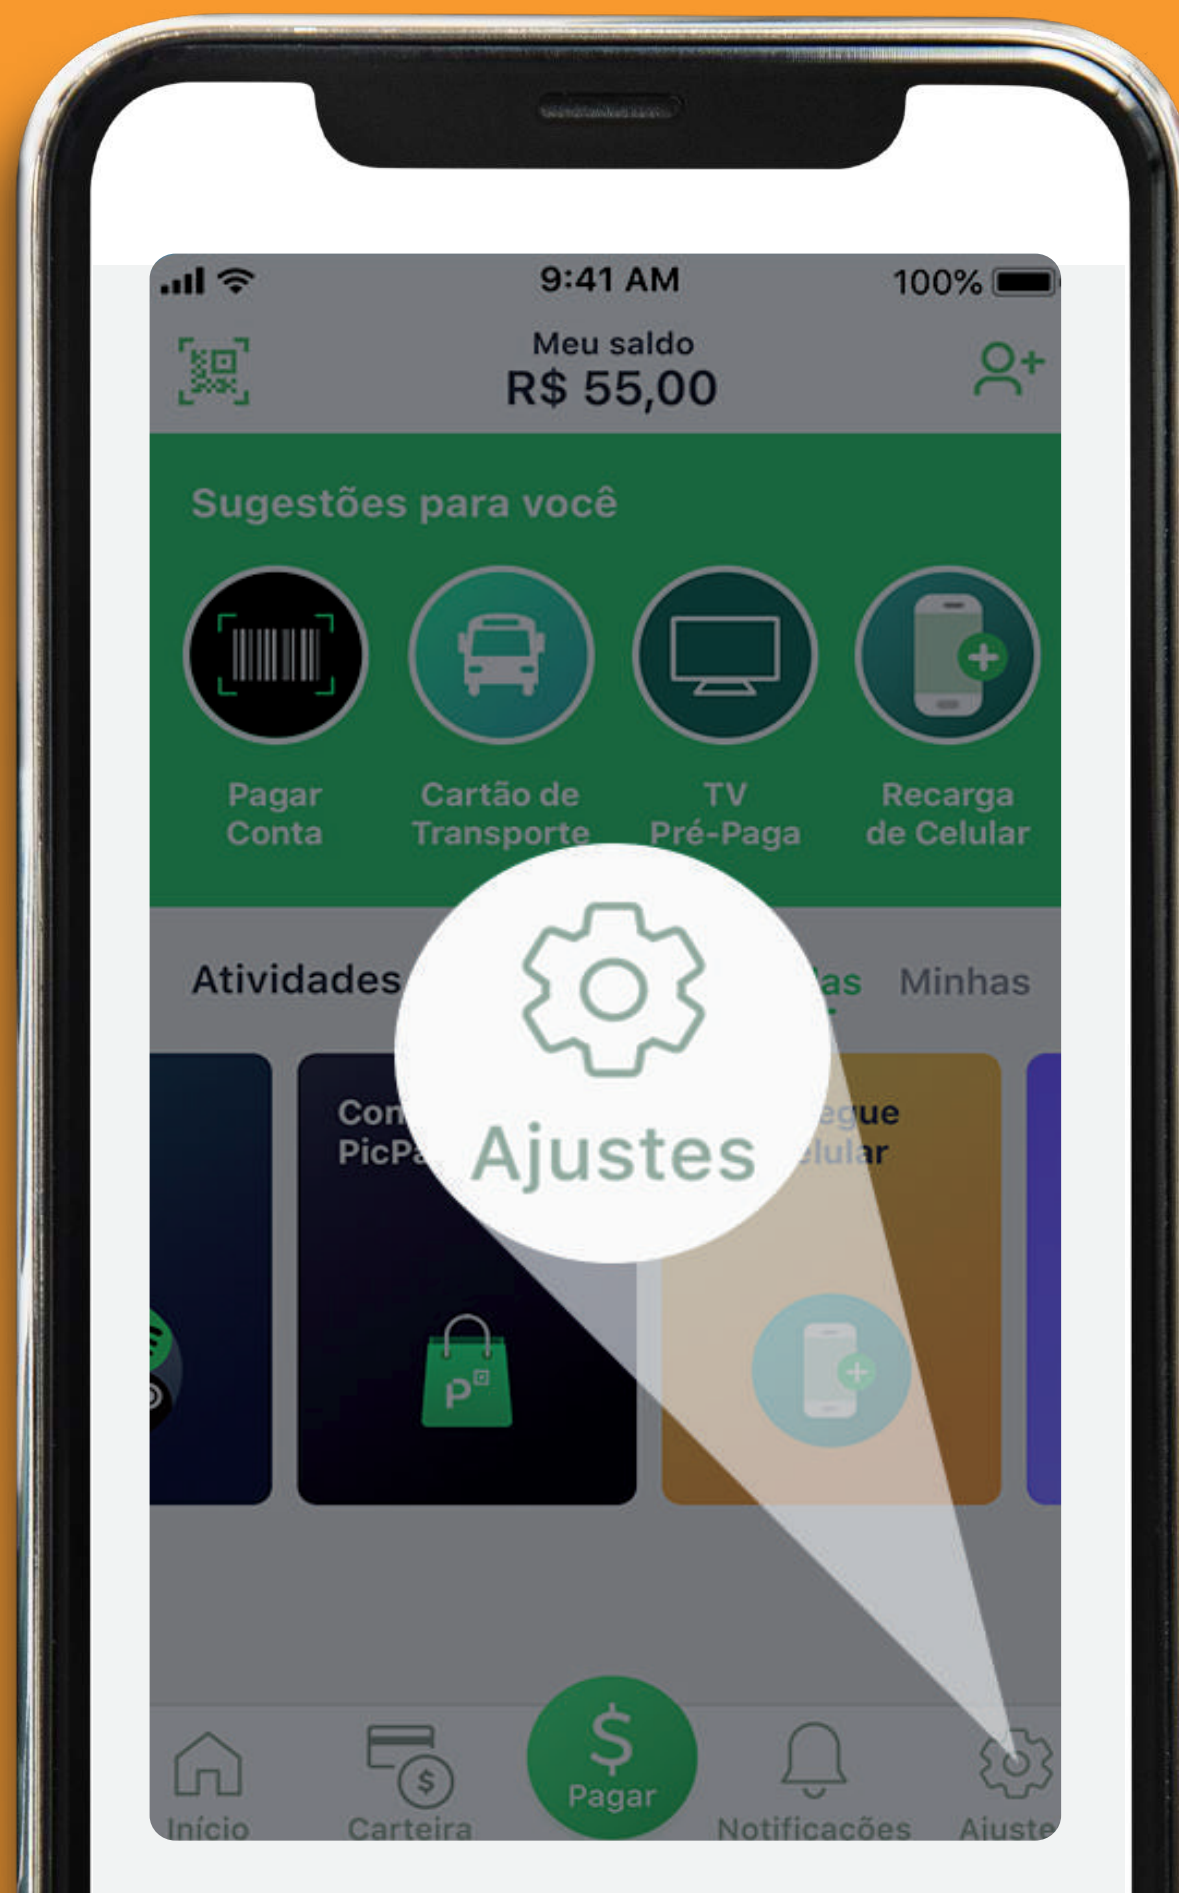 9:41 AM
100%
Meu saldo
R$ 55,00
Sugestões para você
Pagar
Conta
Cartão de
Transporte
TV
Pré-Paga
Recarga
de Celular
Atividades
Minhas
Ajustes
$
Pagar
Início
Carteira
Notificações
Ajuste